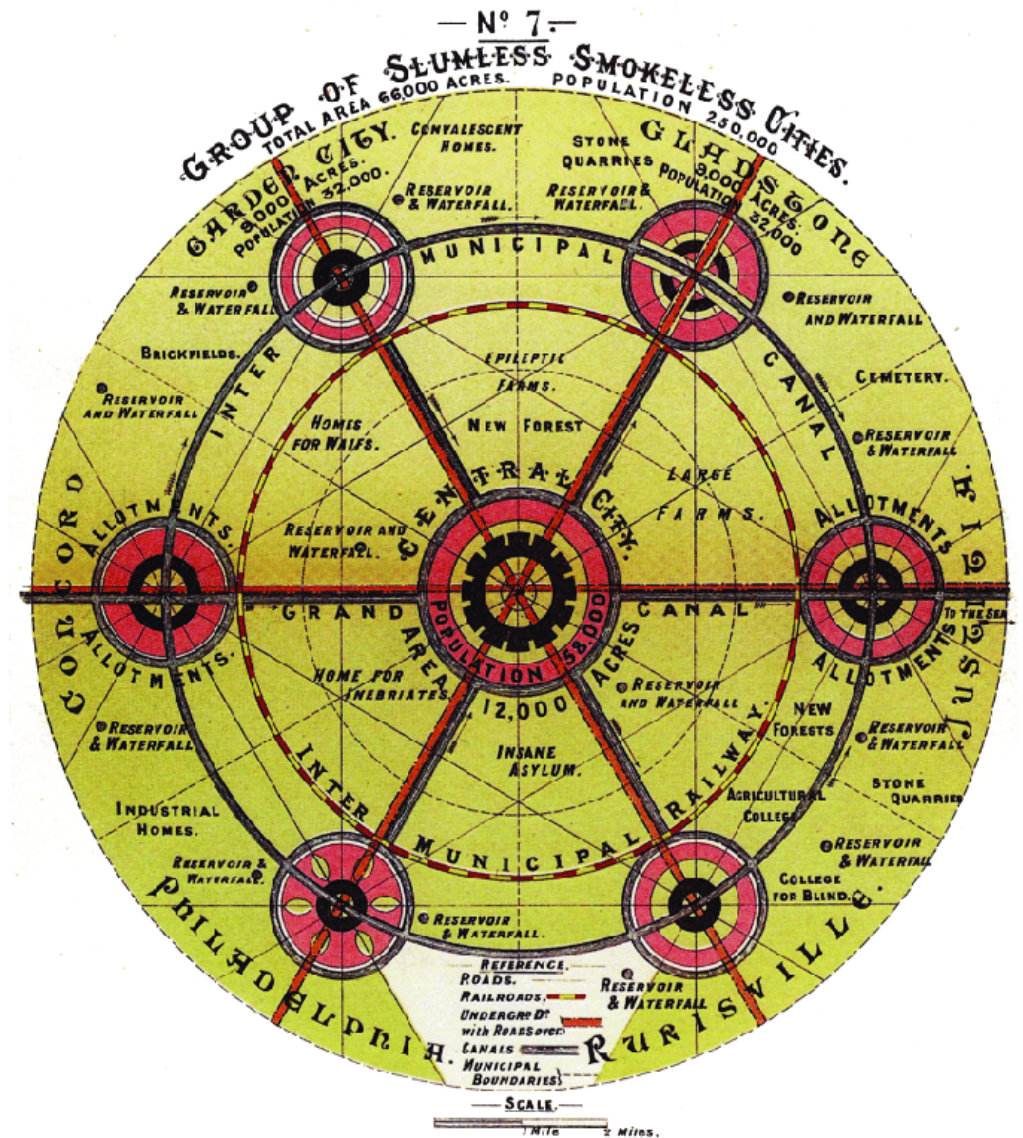 — Nº 7. —
GROUP OF SLUMLESS SMOKELESS CITIES.
TOTAL AREA 66,000 ACRES. POPULATION 250,000
GARDEN CITY.
9,000 ACRES.
POPULATION 32,000.
CONVALESCENT
HOMES.
STONE
QUARRIES
GLADSTONE
9,000 ACRES.
POPULATION
32,000
RESERVOIR
& WATERFALL.
RESERVOIR &
WATERFALL.
INTER MUNICIPAL CANAL
RESERVOIR
& WATERFALL
RESERVOIR
AND WATERFALL
BRICKFIELDS.
EPILEPTIC
FARMS.
CEMETERY.
RESERVOIR
AND WATERFALL
HOMES
FOR WAIFS.
NEW FOREST
RESERVOIR
& WATERFALL.
LARGE
FARMS.
CENTRAL CITY.
CONCORD
ALLOTMENTS.
RESERVOIR AND
WATERFALL.
ALLOTMENTS
JUSTITIA.
GRAND CANAL
TO THE SEA
POPULATION 58,000
AREA 12,000 ACRES
ALLOTMENTS.
ALLOTMENTS
HOME FOR
INEBRIATES.
RESERVOIR
AND WATERFALL
RESERVOIR
& WATERFALL
NEW
FORESTS
RESERVOIR
& WATERFALL
INSANE
ASYLUM.
INTER MUNICIPAL RAILWAY.
AGRICULTURAL
COLLEGE
STONE
QUARRIES
INDUSTRIAL
HOMES.
RESERVOIR &
WATERFALL.
RESERVOIR
& WATERFALL
COLLEGE
FOR BLIND.
RESERVOIR
& WATERFALL.
PHILADELPHIA.
RURISVILLE.
REFERENCE.
ROADS.
RAILROADS.
UNDERGRD. Dº
with ROADS over
CANALS
MUNICIPAL
BOUNDARIES
RESERVOIR
& WATERFALL
— SCALE. —
1 Mile 2 Miles.